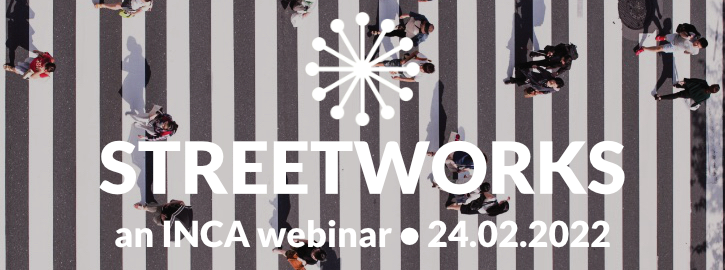 STREETWORKS
an INCA webinar • 24.02.2022